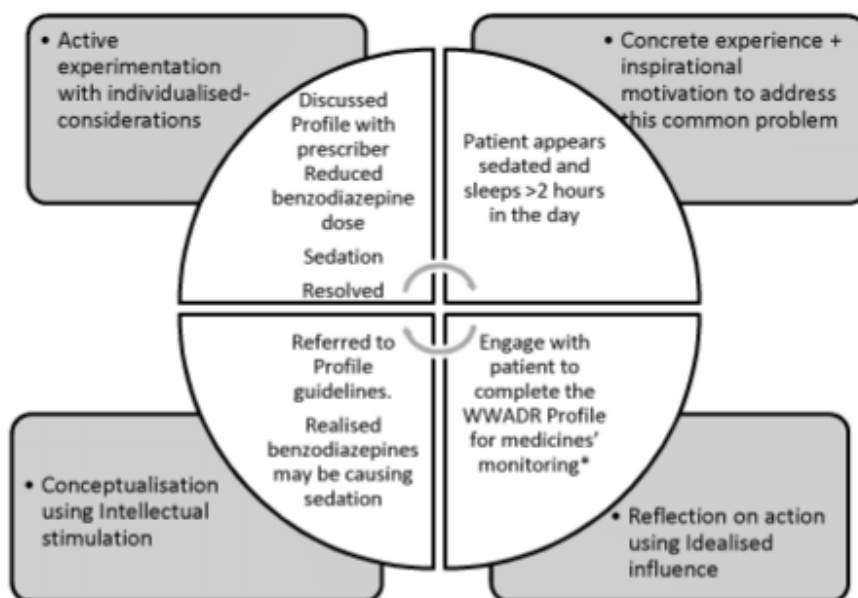 • Active
experimentation
with individualised-
considerations
Discussed
Profile with
prescriber
Reduced
benzodiazepine
dose
Sedation
Resolved
• Concrete experience +
inspirational
motivation to address
this common problem
Patient appears
sedated and
sleeps >2 hours
in the day
Referred to
Profile
guidelines.
Realised
benzodiazepines
may be causing
sedation
• Conceptualisation
using Intellectual
stimulation
Engage with
patient to
complete the
WWADR Profile
for medicines'
monitoring*
• Reflection on action
using Idealised
influence